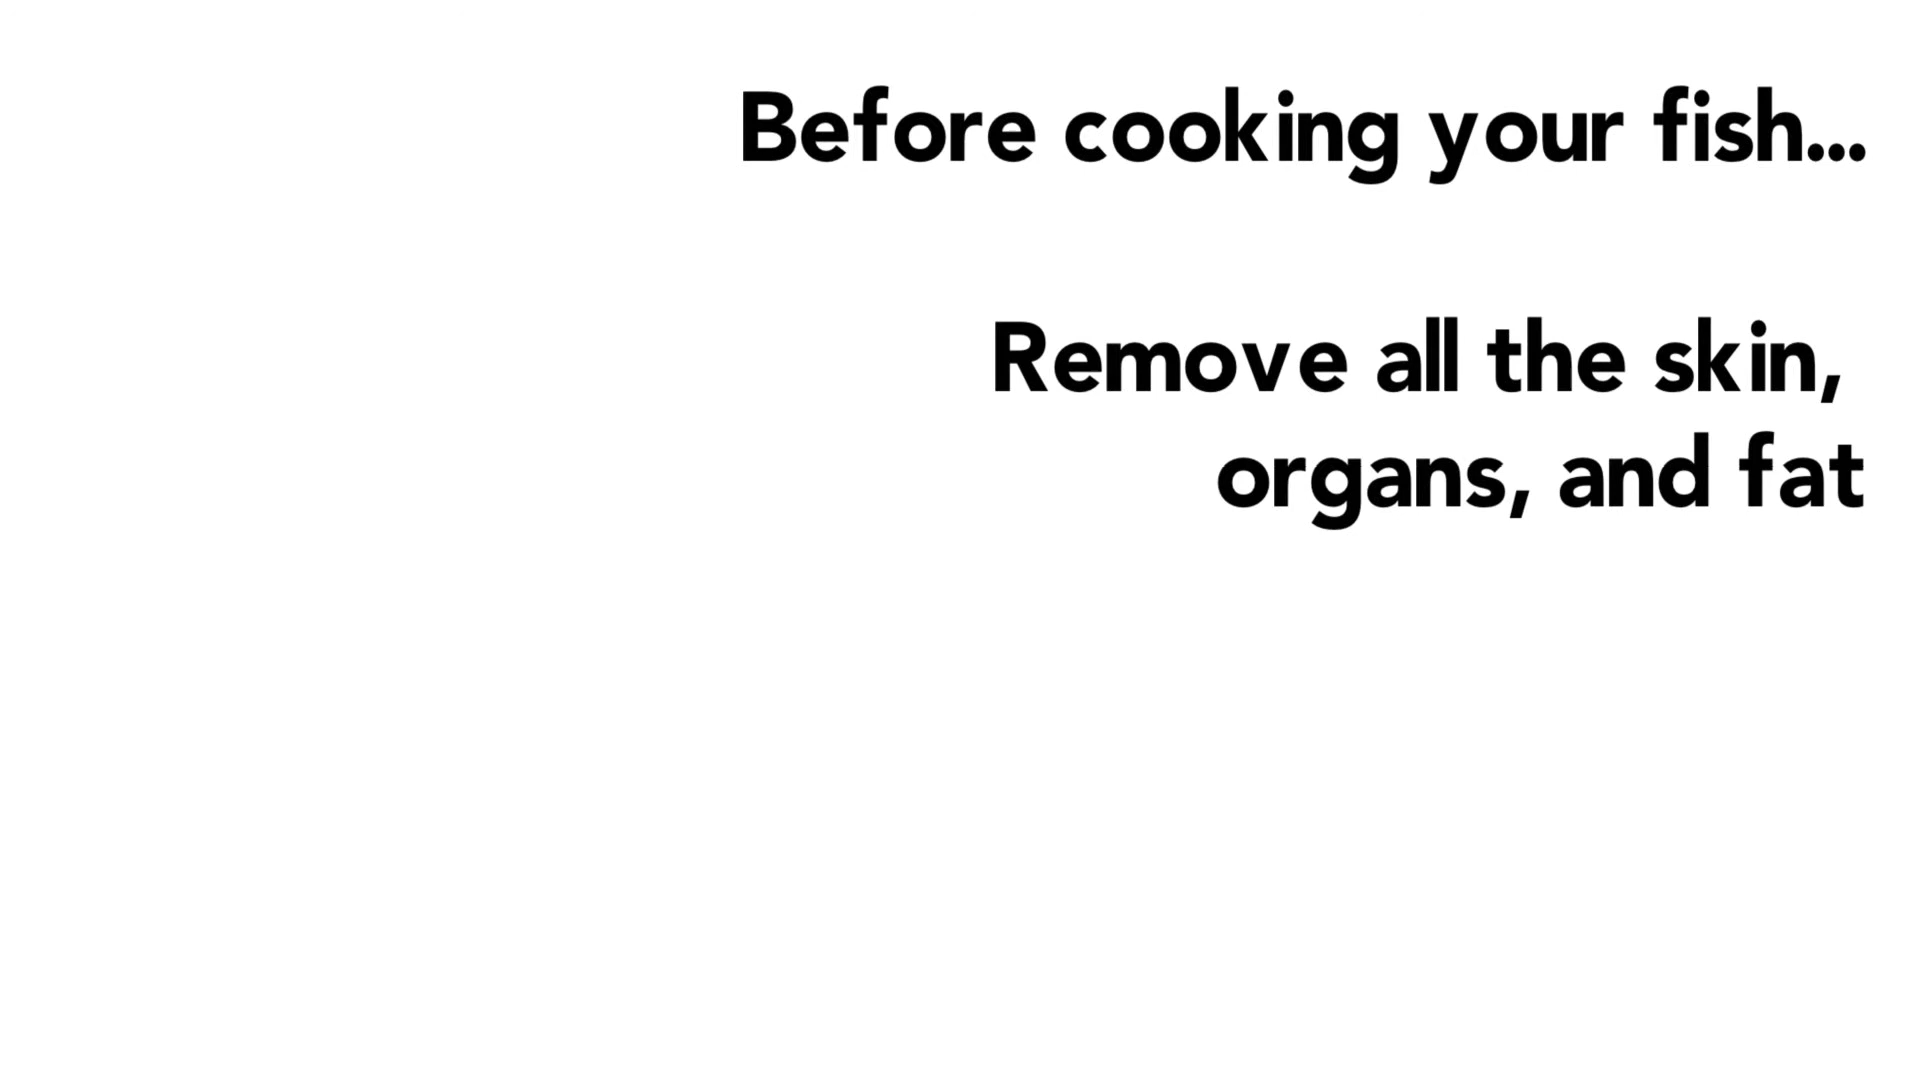 Before cooking your fish...
Remove all the skin,
organs, and fat